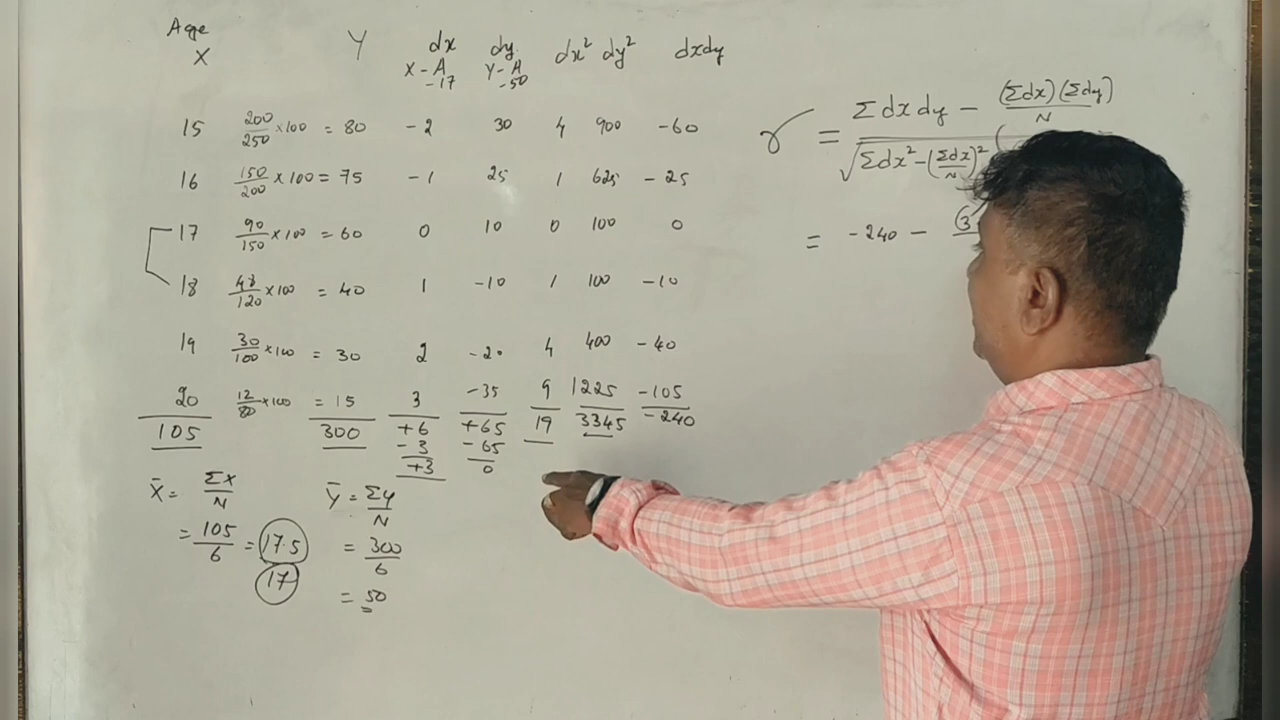 Age
X Y dx dy dx² dy² dxdy
X - A Y - A
-17 -50
15 200/250 ×100 = 80 -2 30 4 900 -60
16 150/200 ×100 = 75 -1 25 1 625 -25
17 90/150 ×100 = 60 0 10 0 100 0
18 48/120 ×100 = 40 1 -10 1 100 -10
19 30/100 ×100 = 30 2 -20 4 400 -40
20 12/80 ×100 = 15 3 -35 9 1225 -105
105 300 +6 +65 19 3345 -240
-3 -65
+3 0
X̄ = ΣX/N
= 105/6 = 17.5
17
Ȳ = Σy/N
= 300/6
= 50
r = Σdxdy - (Σdx)(Σdy)/N
√Σdx² - (Σdx/N)² (
= -240 - (3